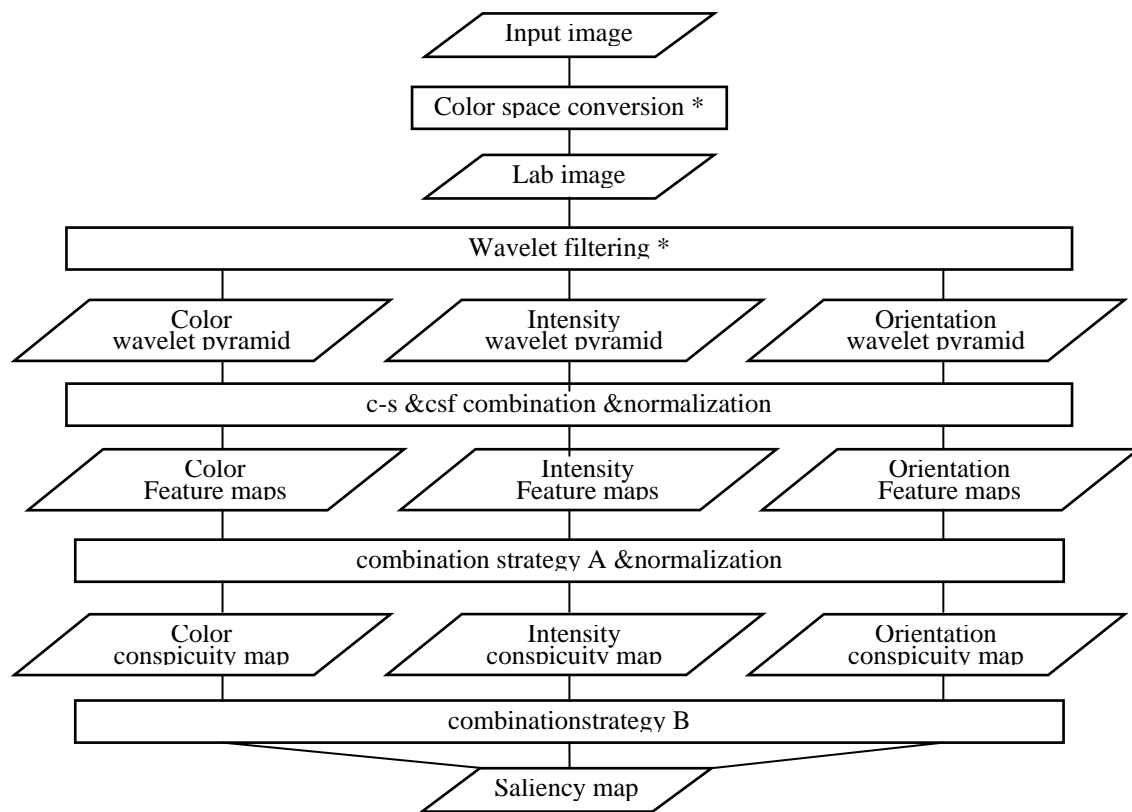 Input image
Color space conversion *
Lab image
Wavelet filtering *
Color
wavelet pyramid
Intensity
wavelet pyramid
Orientation
wavelet pyramid
c-s &csf combination &normalization
Color
Feature maps
Intensity
Feature maps
Orientation
Feature maps
combination strategy A &normalization
Color
conspicuity map
Intensity
conspicuity map
Orientation
conspicuity map
combinationstrategy B
Saliency map